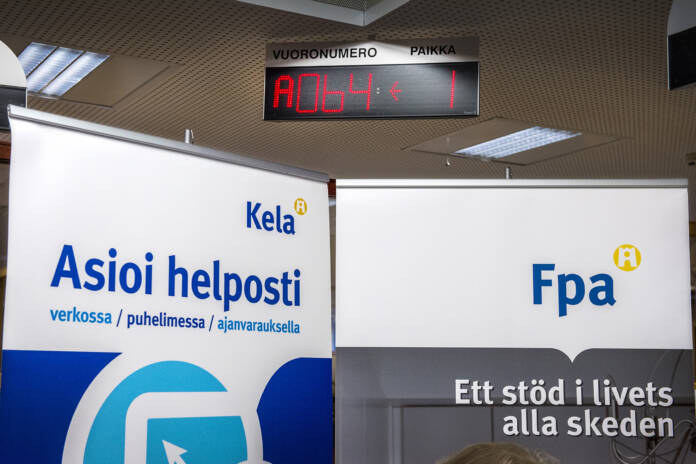 VUORONUMERO PAIKKA
A064:← 1
Kela
Asioi helposti
verkossa / puhelimessa / ajanvarauksella
Fpa
Ett stöd i livets
alla skeden